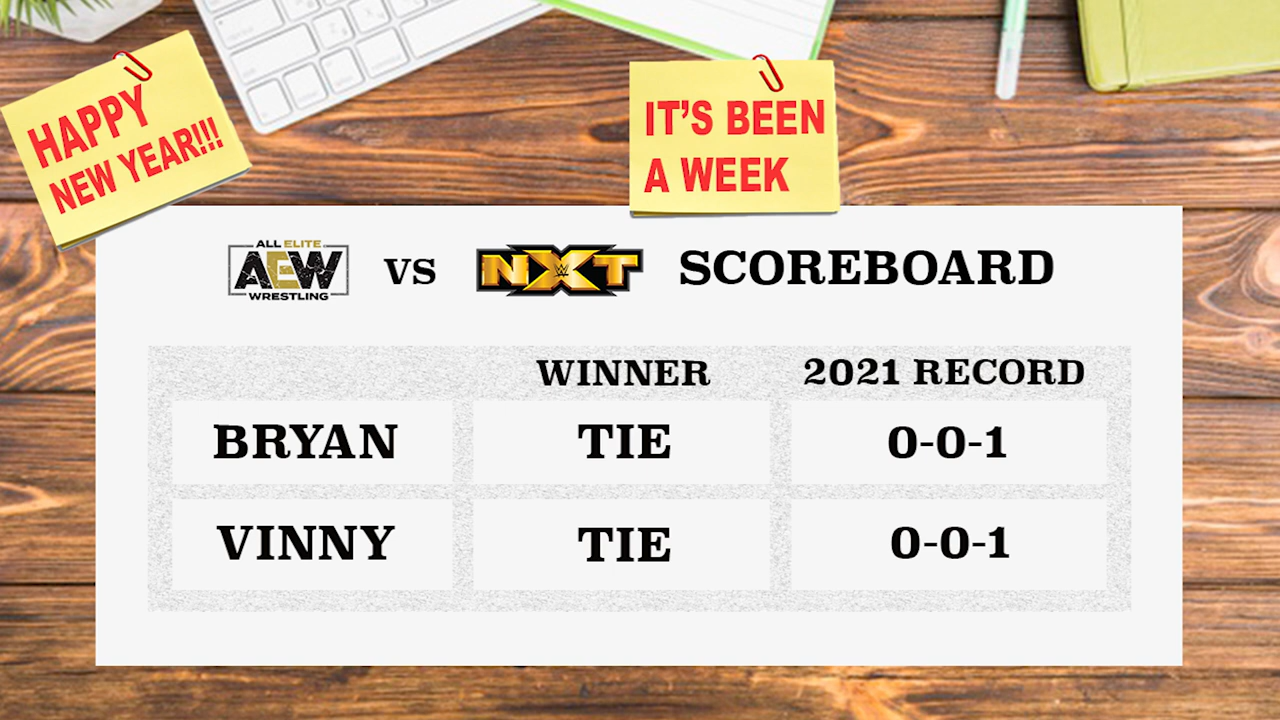 HAPPY
NEW YEAR!!!
IT'S BEEN
A WEEK
ALL ELITE
AEW
WRESTLING
VS
NXT
SCOREBOARD
WINNER
2021 RECORD
BRYAN
TIE
0-0-1
VINNY
TIE
0-0-1